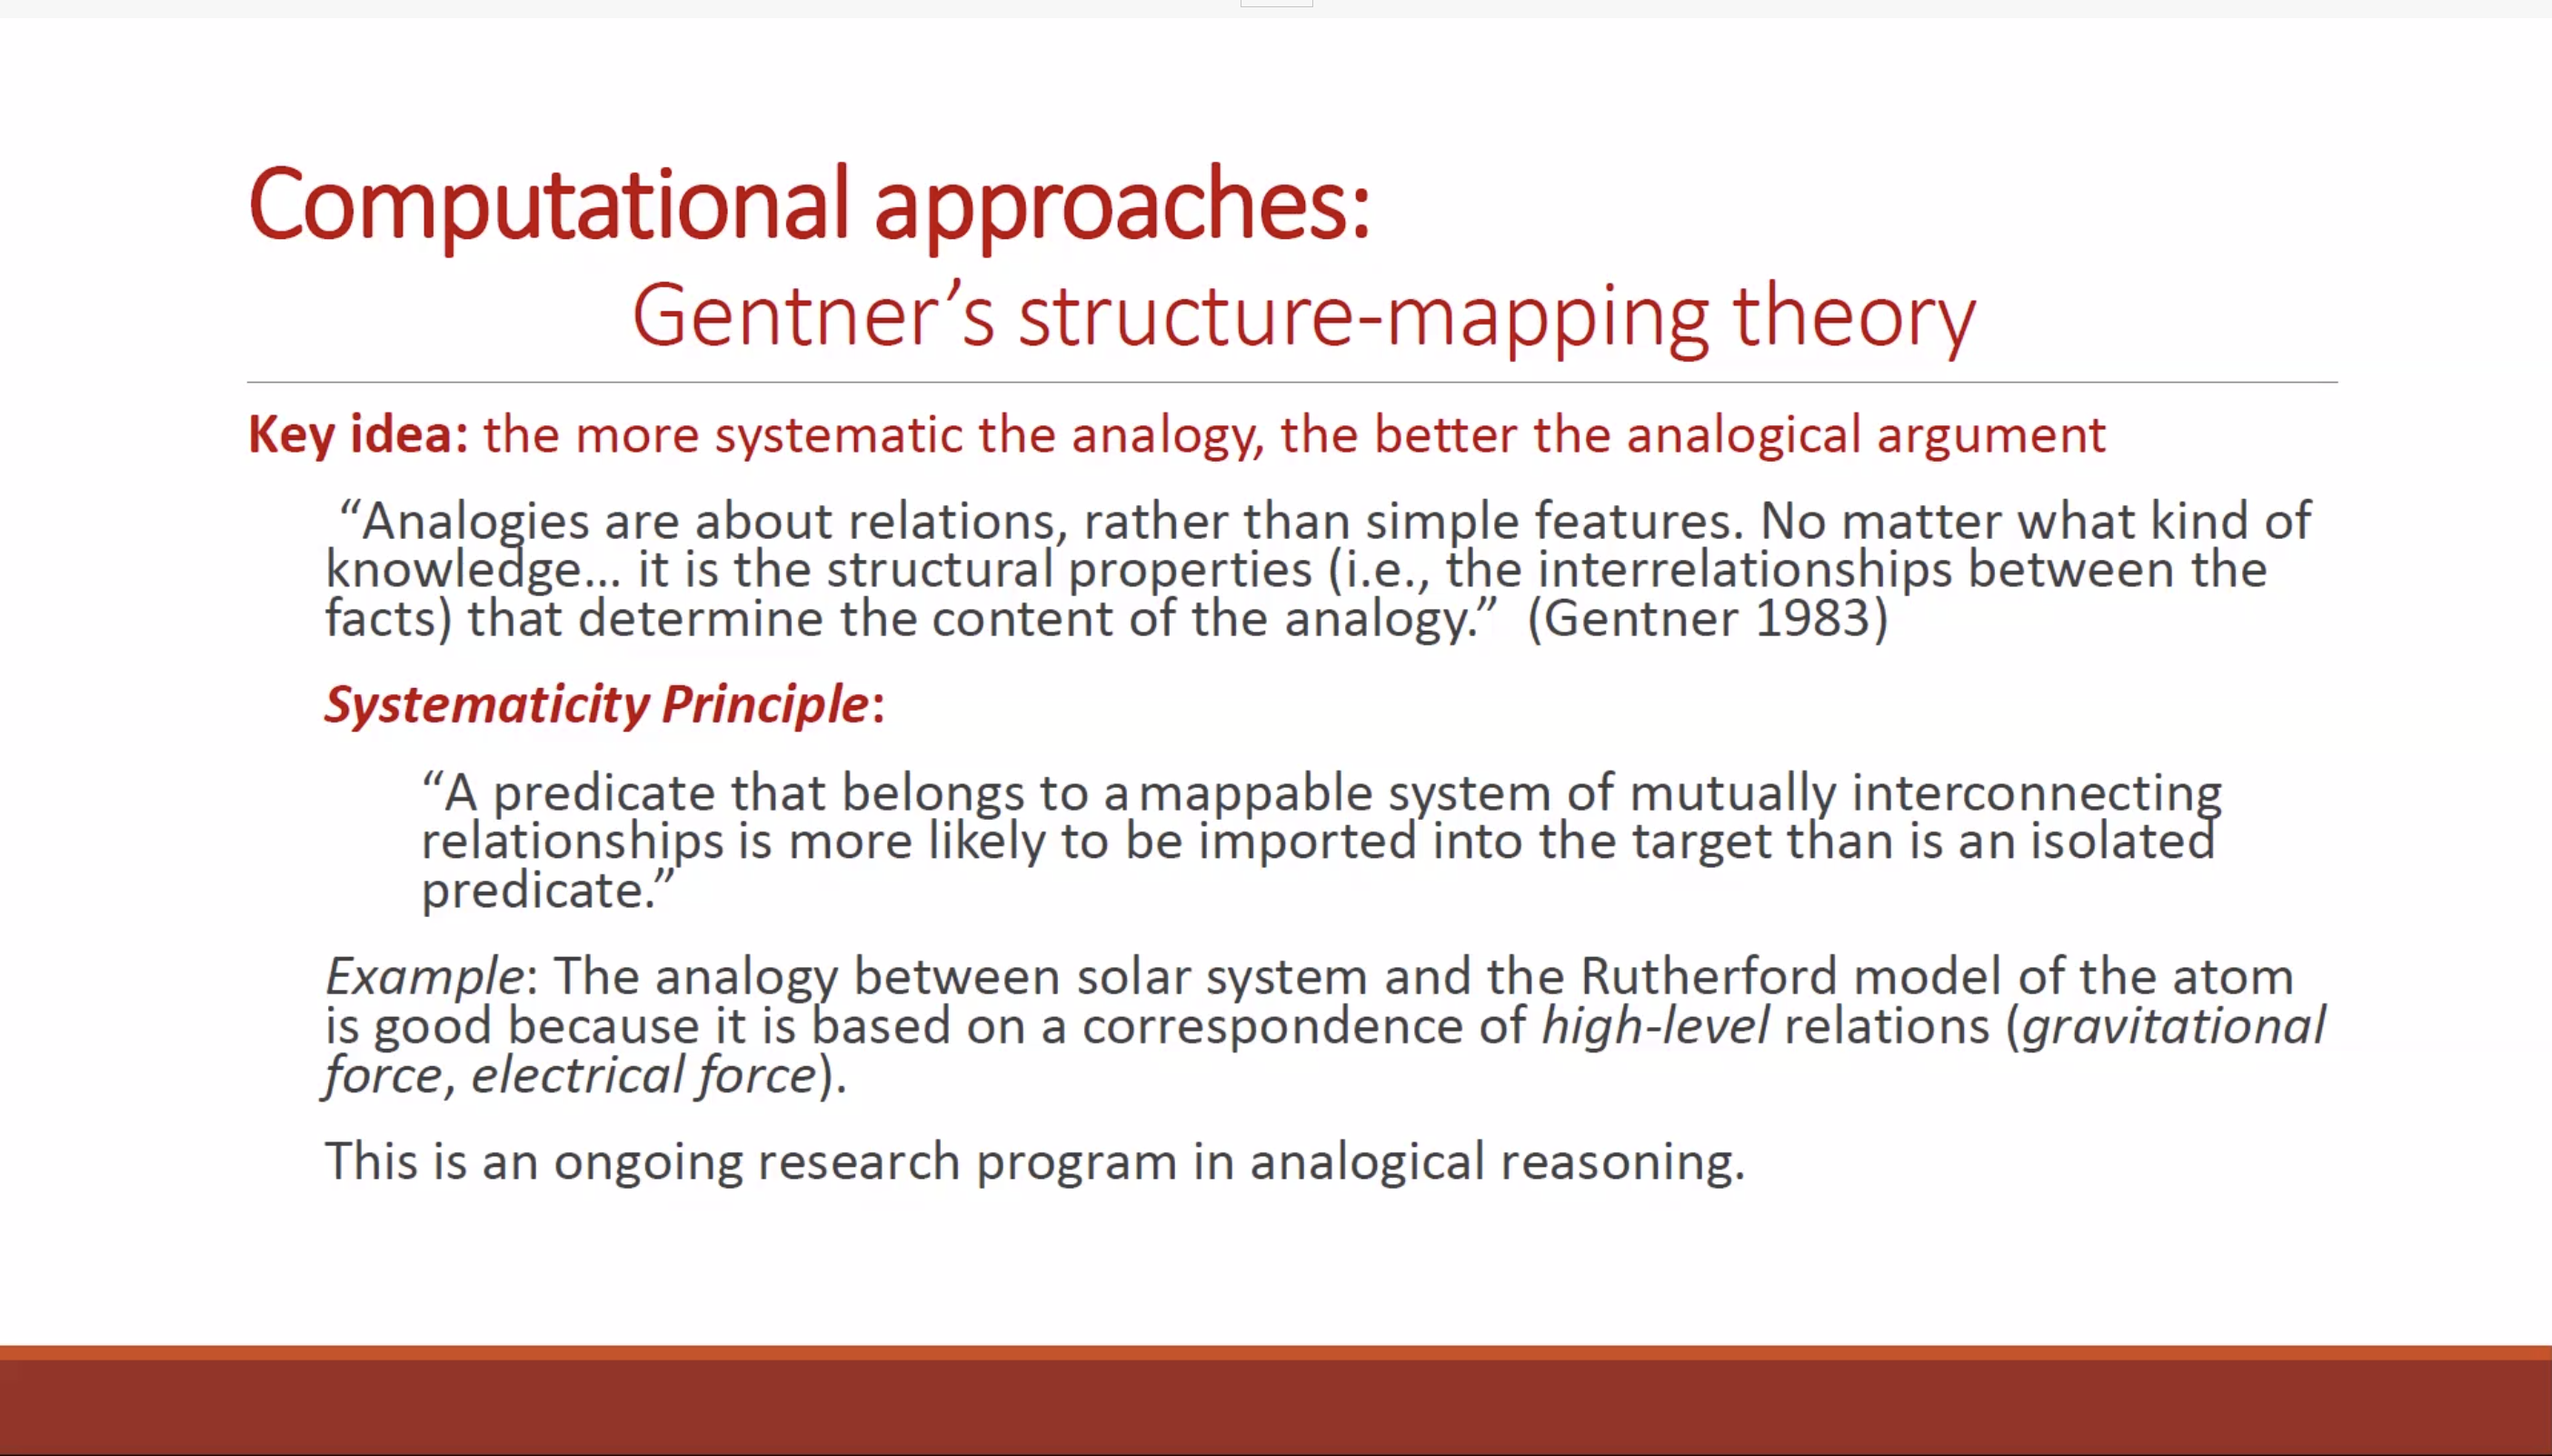 Computational approaches:
Gentner’s structure-mapping theory
Key idea: the more systematic the analogy, the better the analogical argument
“Analogies are about relations, rather than simple features. No matter what kind of
knowledge… it is the structural properties (i.e., the interrelationships between the
facts) that determine the content of the analogy.” (Gentner 1983)
Systematicity Principle:
“A predicate that belongs to a mappable system of mutually interconnecting
relationships is more likely to be imported into the target than is an isolated
predicate.”
Example: The analogy between solar system and the Rutherford model of the atom
is good because it is based on a correspondence of high-level relations (gravitational
force, electrical force).
This is an ongoing research program in analogical reasoning.